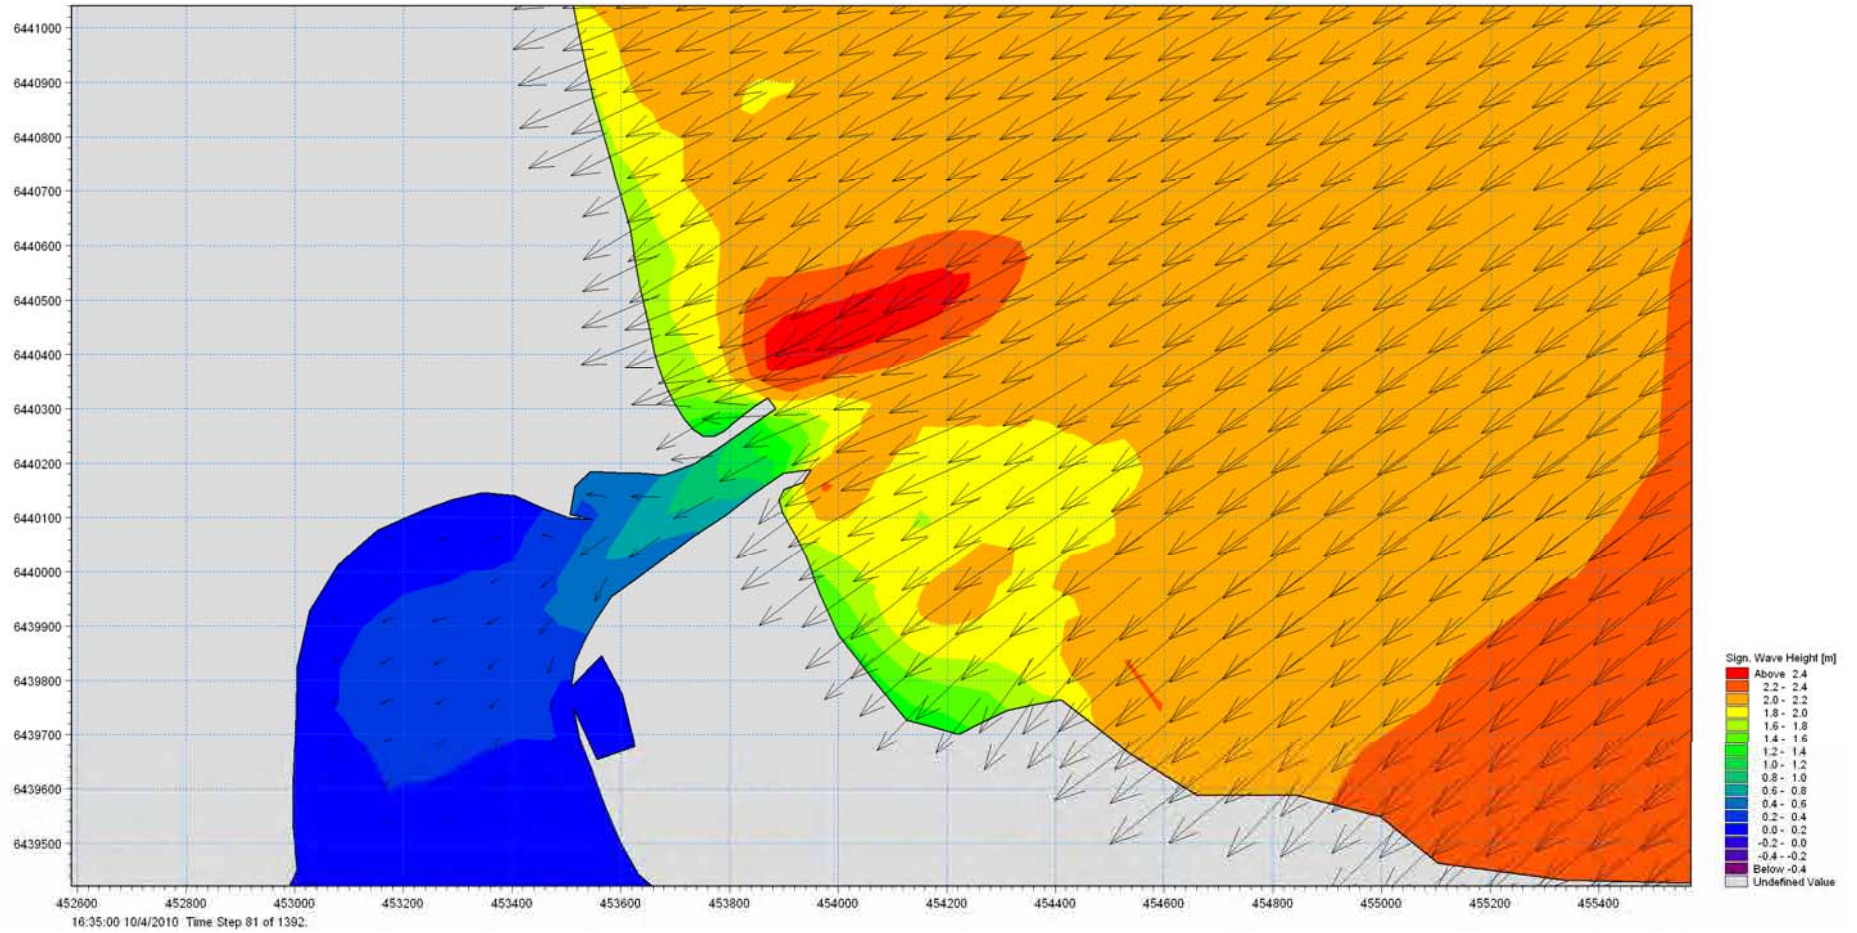 6441000
6440900
6440800
6440700
6440600
6440500
6440400
6440300
6440200
6440100
6440000
6439900
6439800
6439700
6439600
6439500
452600 452800 453000 453200 453400 453600 453800 454000 454200 454400 454600 454800 455000 455200 455400
16:35:00 10/4/2010 Time Step 81 of 1392.
Sign. Wave Height [m]
Above 2.4
2.2 - 2.4
2.0 - 2.2
1.8 - 2.0
1.6 - 1.8
1.4 - 1.6
1.2 - 1.4
1.0 - 1.2
0.8 - 1.0
0.6 - 0.8
0.4 - 0.6
0.2 - 0.4
0.0 - 0.2
-0.2 - 0.0
-0.4 - -0.2
Below -0.4
Undefined Value